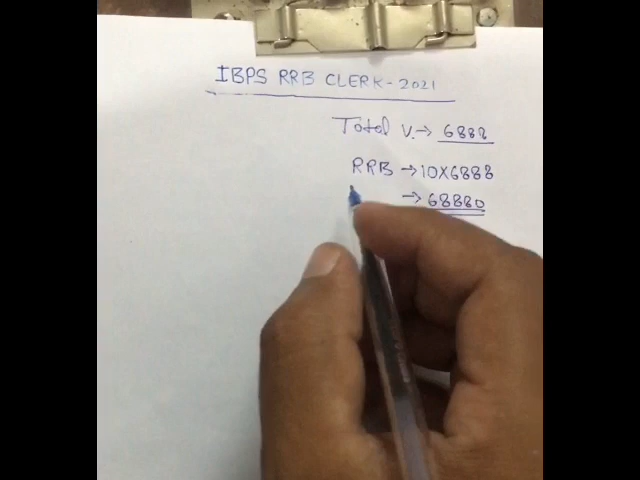 IBPS RRB CLERK - 2021
Total V. → 6888
RRB → 10X6888
→ 68880